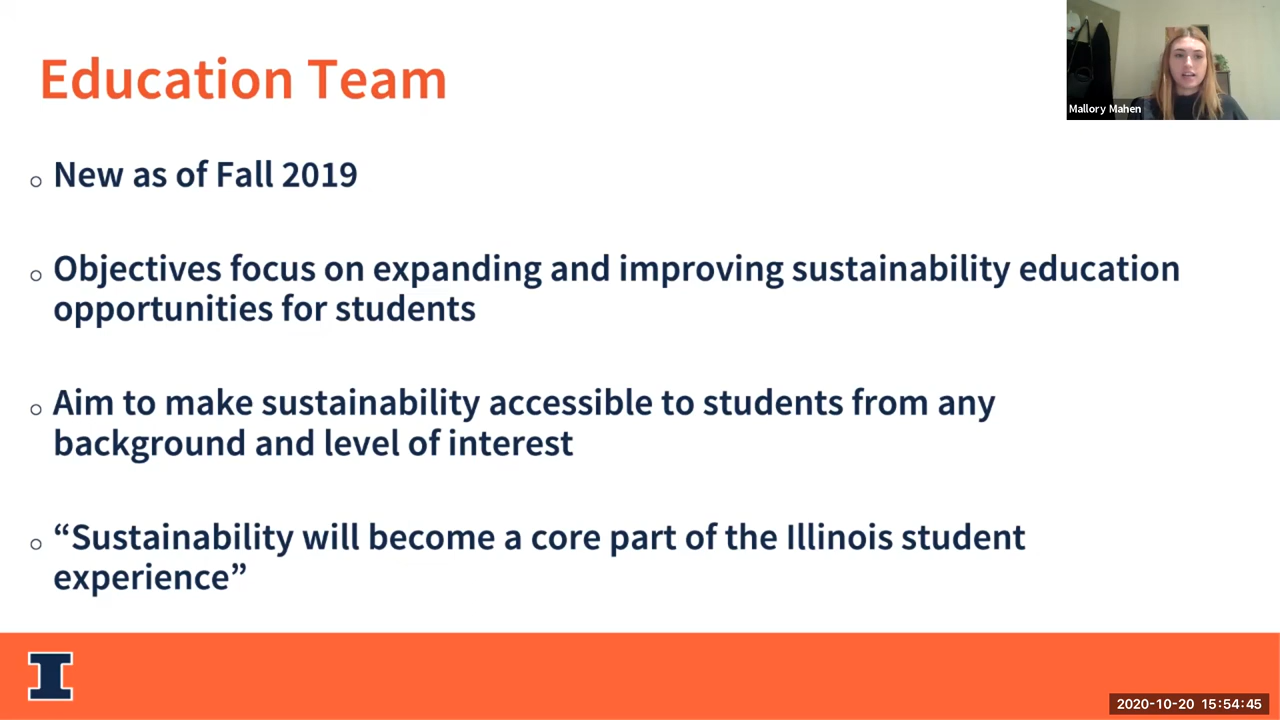 Education Team
Mallory Mahen
New as of Fall 2019
Objectives focus on expanding and improving sustainability education
opportunities for students
Aim to make sustainability accessible to students from any
background and level of interest
“Sustainability will become a core part of the Illinois student
experience”
I
2020-10-20 15:54:45